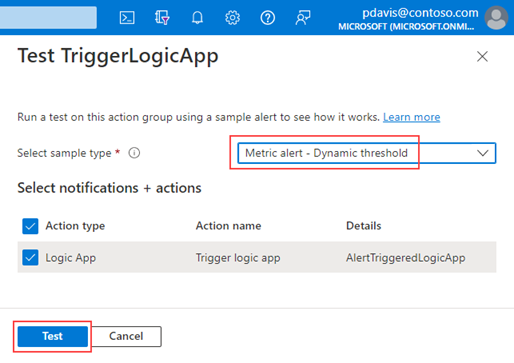 pdavis@contoso.com
MICROSOFT (MICROSOFT.ONMI...
Test TriggerLogicApp
Run a test on this action group using a sample alert to see how it works. Learn more
Select sample type *
Metric alert - Dynamic threshold
Select notifications + actions
Action type Action name Details
Logic App Trigger logic app AlertTriggeredLogicApp
Test Cancel